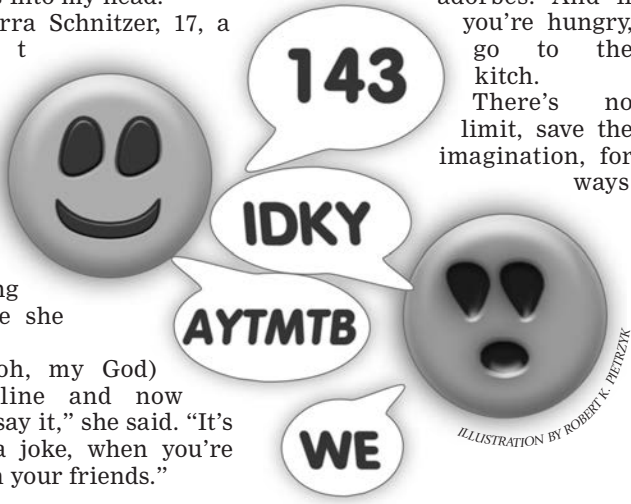 s into my head.
erra Schnitzer, 17, a
t
ng
e she
oh, my God)
line and now
say it,” she said. “It's
a joke, when you're
n your friends.”
143
IDKY
AYTMTB
WE
adorbes. And if
you're hungry,
go to the
kitch.
There's no
limit, save the
imagination, for
ways
ILLUSTRATION BY ROBERT K. PIETRZYK